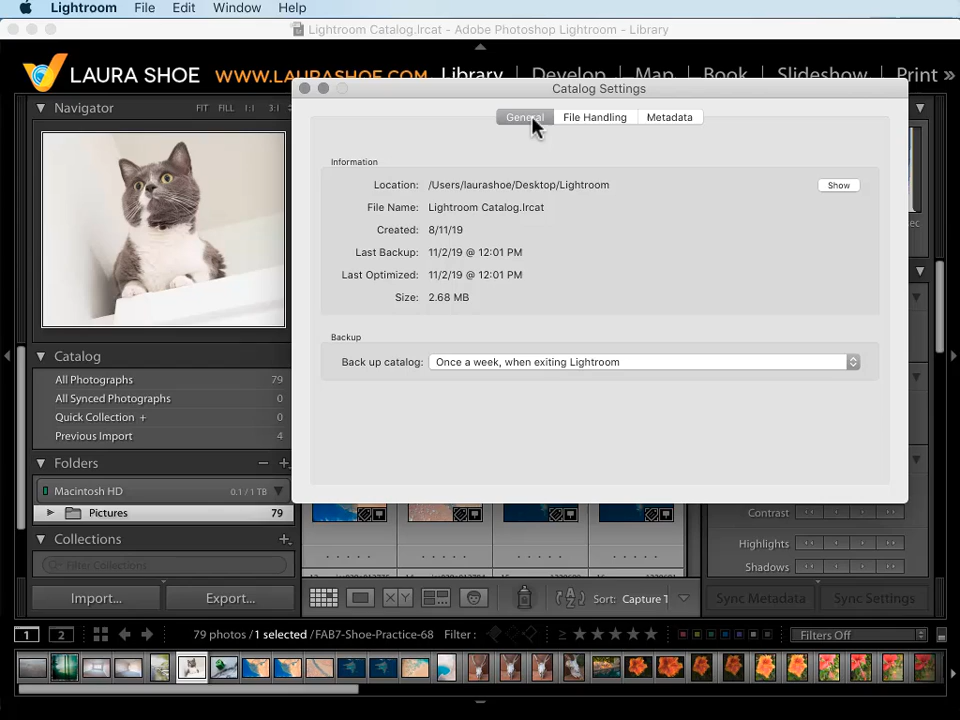 Lightroom File Edit Window Help
Lightroom Catalog.lrcat - Adobe Photoshop Lightroom - Library
LAURA SHOE WWW.LAURASHOE.COM Library | Develop | Map | Book | Slideshow | Print »
Catalog Settings
Navigator FIT FILL 1:1 3:1
General File Handling Metadata
Information
Location: /Users/laurashoe/Desktop/Lightroom Show
File Name: Lightroom Catalog.lrcat
Created: 8/11/19
Last Backup: 11/2/19 @ 12:01 PM
Last Optimized: 11/2/19 @ 12:01 PM
Size: 2.68 MB
Backup
Back up catalog: Once a week, when exiting Lightroom
Catalog
All Photographs 79
All Synced Photographs 0
Quick Collection + 0
Previous Import 4
Folders − +
Macintosh HD 0.1 / 1 TB
Pictures 79
Collections +
Filter Collections
Contrast
Highlights
Shadows
Import... Export... X Y Sort: Capture T Sync Metadata Sync Settings
1 2 79 photos / 1 selected / FAB7-Shoe-Practice-68 Filter : ≥ ★★★★★ Filters Off